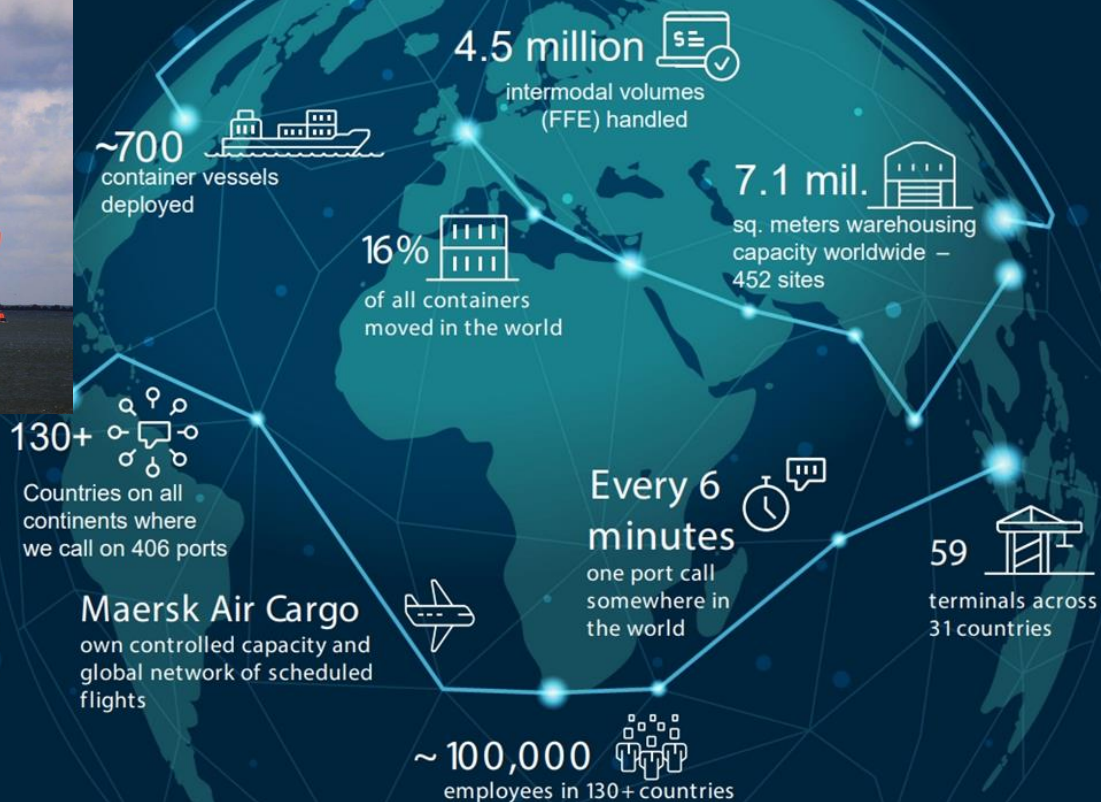 4.5 million
intermodal volumes
(FFE) handled
~700
container vessels
deployed
7.1 mil.
sq. meters warehousing
capacity worldwide –
452 sites
16%
of all containers
moved in the world
130+
Countries on all
continents where
we call on 406 ports
Every 6
minutes
one port call
somewhere in
the world
59
terminals across
31 countries
Maersk Air Cargo
own controlled capacity and
global network of scheduled
flights
~ 100,000
employees in 130+ countries